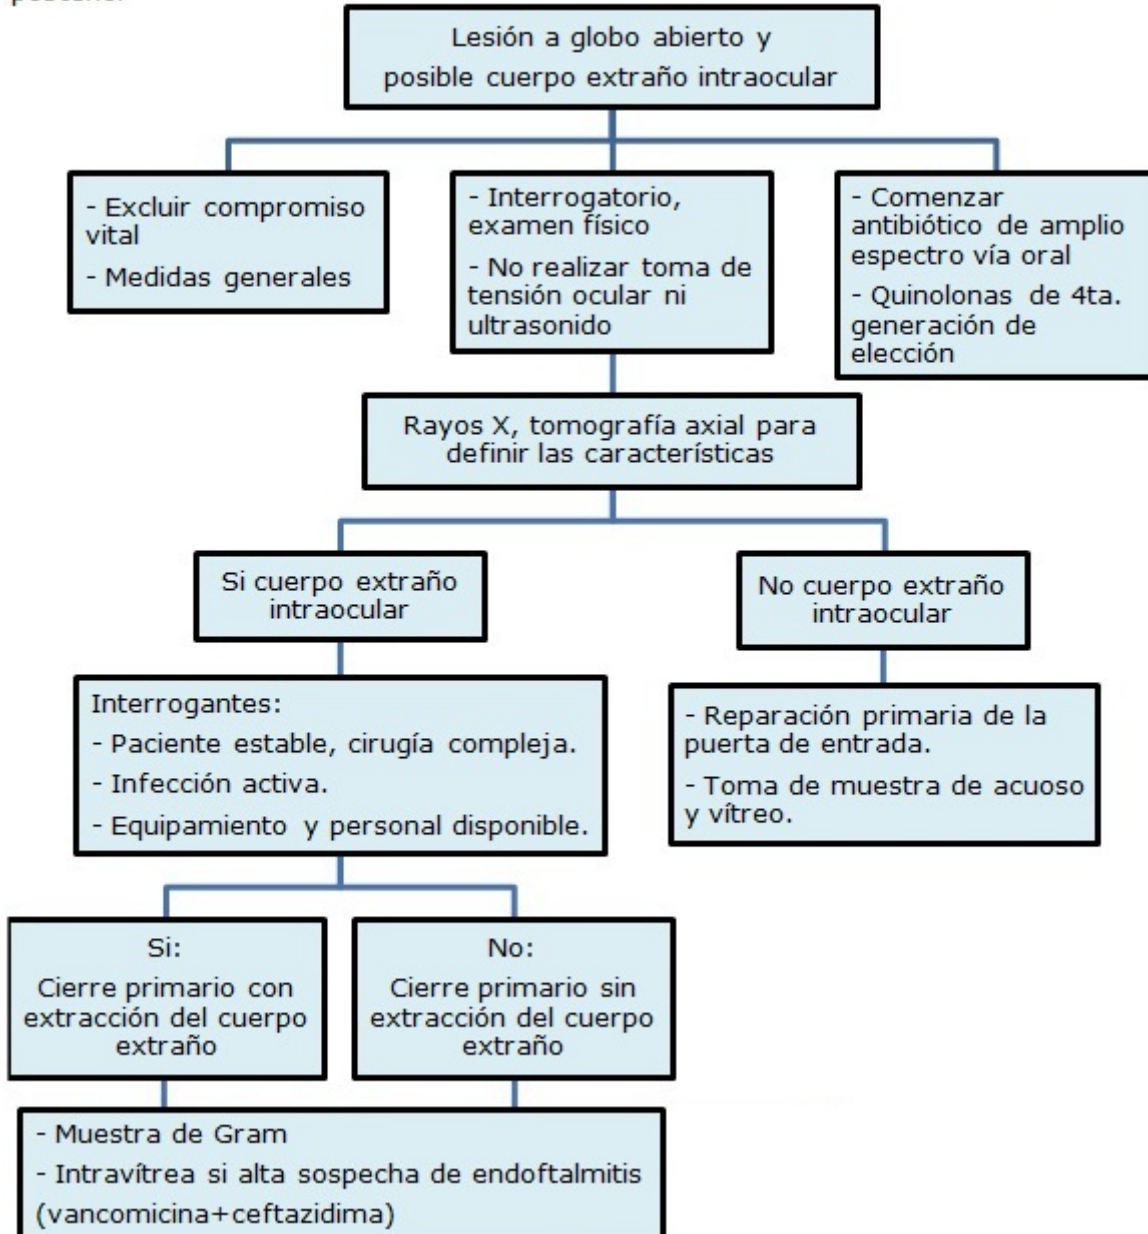 Lesión a globo abierto y
posible cuerpo extraño intraocular
- Excluir compromiso
vital
- Medidas generales
- Interrogatorio,
examen físico
- No realizar toma de
tensión ocular ni
ultrasonido
- Comenzar
antibiótico de amplio
espectro vía oral
- Quinolonas de 4ta.
generación de
elección
Rayos X, tomografía axial para
definir las características
Si cuerpo extraño
intraocular
No cuerpo extraño
intraocular
Interrogantes:
- Paciente estable, cirugía compleja.
- Infección activa.
- Equipamiento y personal disponible.
- Reparación primaria de la
puerta de entrada.
- Toma de muestra de acuoso
y vítreo.
Si:
Cierre primario con
extracción del cuerpo
extraño
No:
Cierre primario sin
extracción del cuerpo
extraño
- Muestra de Gram
- Intravítrea si alta sospecha de endoftalmitis
(vancomicina+ceftazidima)